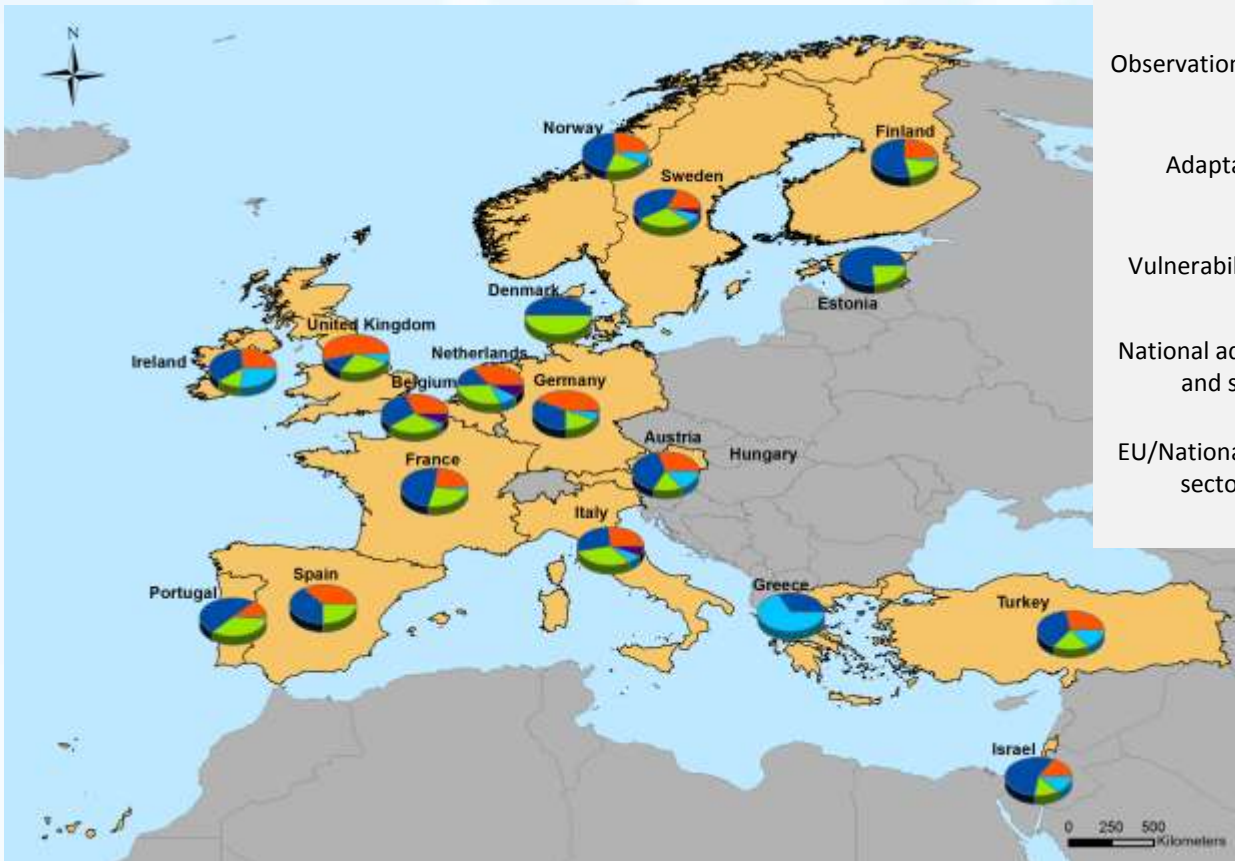 N
Norway
Finland
Sweden
Denmark
Estonia
United Kingdom
Ireland
Netherlands
Belgium
Germany
Austria
Hungary
France
Italy
Portugal
Spain
Greece
Turkey
Israel
0 250 500
Kilometers
Observation
Adapta
Vulnerabil
National ac
and s
EU/Nationa
secto